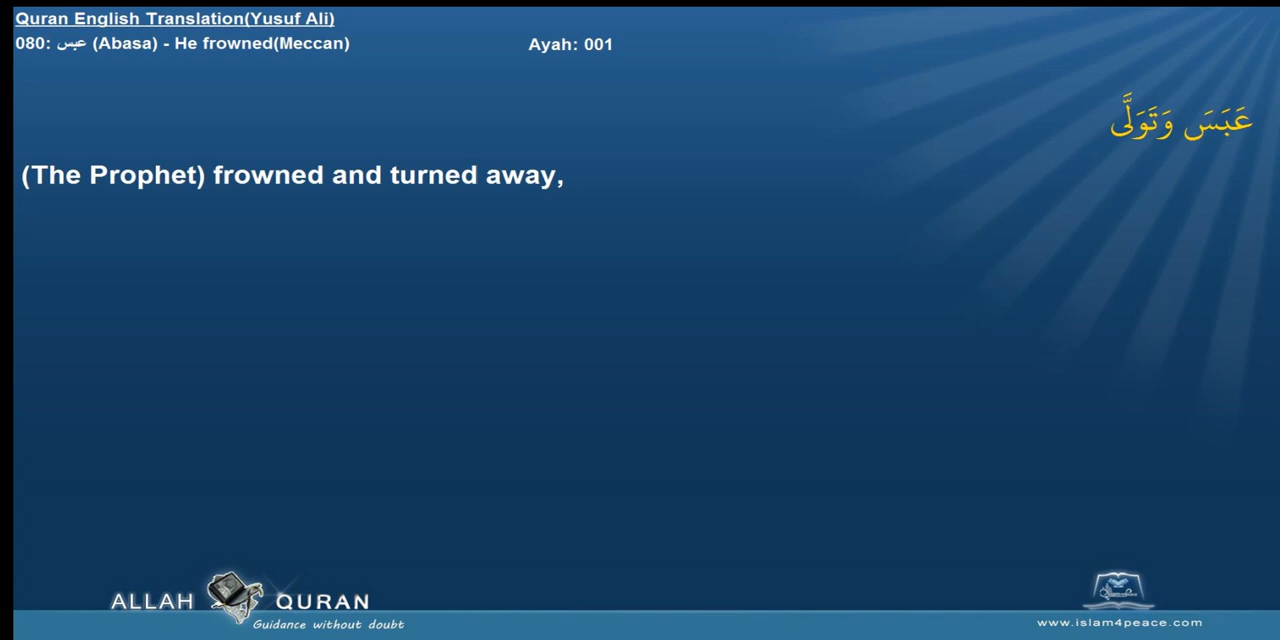 Quran English Translation(Yusuf Ali)
080: عبس (Abasa) - He frowned(Meccan)
Ayah: 001
عَبَسَ وَتَوَلَّى
(The Prophet) frowned and turned away,
ALLAH QURAN
Guidance without doubt
www.islam4peace.com